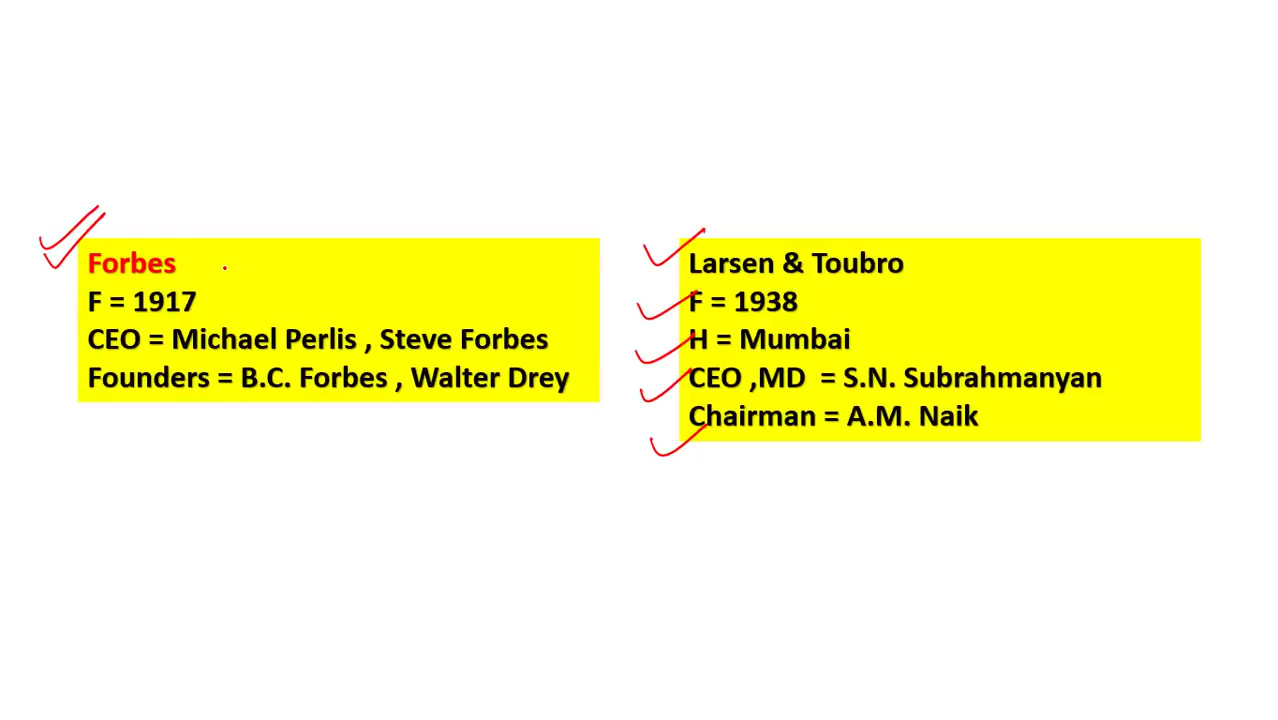 Forbes
F = 1917
CEO = Michael Perlis , Steve Forbes
Founders = B.C. Forbes , Walter Drey
Larsen & Toubro
F = 1938
H = Mumbai
CEO ,MD = S.N. Subrahmanyan
Chairman = A.M. Naik